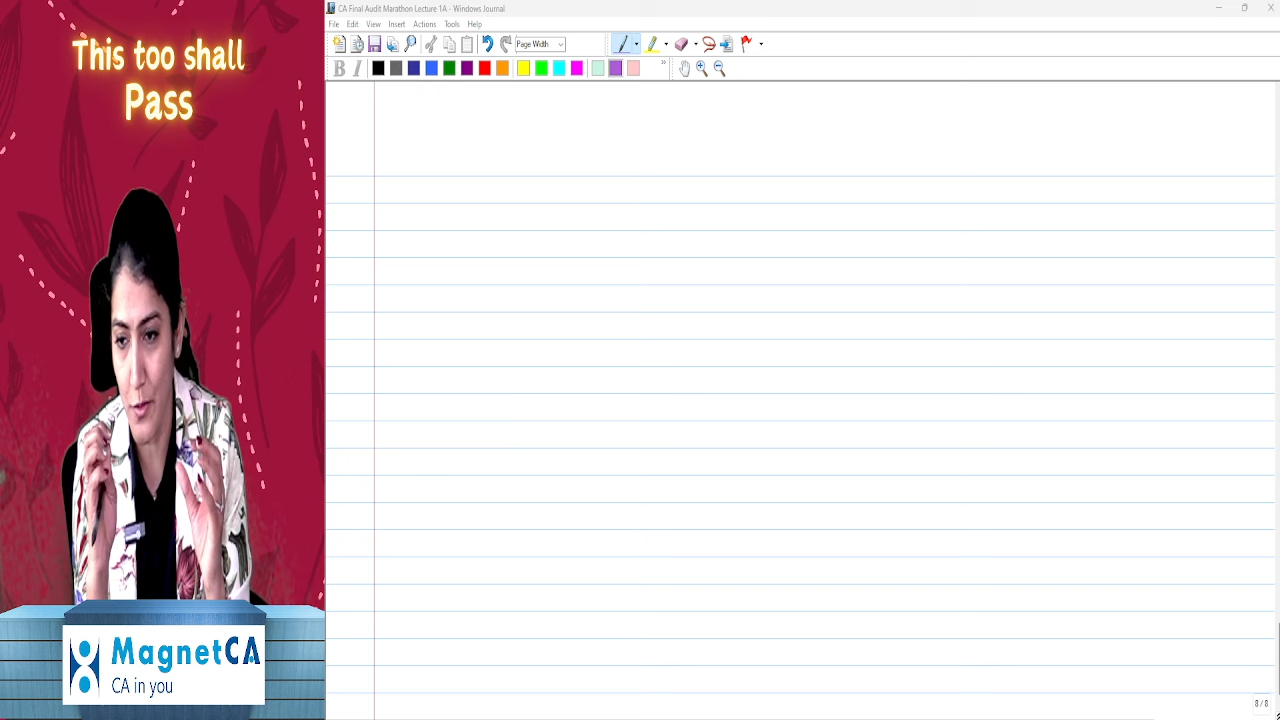 This too shall
Pass
MagnetCA
CA in you
CA Final Audit Marathon Lecture 1A - Windows Journal
File Edit View Insert Actions Tools Help
Page Width
B I
8/8